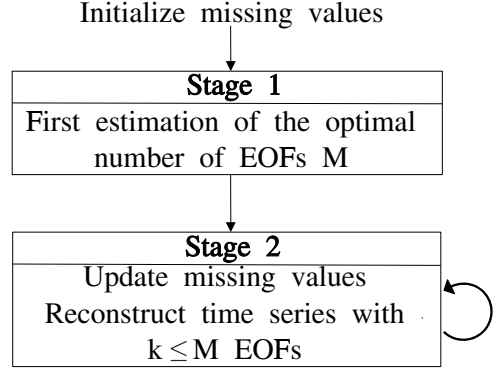 Initialize missing values
Stage 1
First estimation of the optimal
number of EOFs M
Stage 2
Update missing values
Reconstruct time series with
k ≤ M EOFs